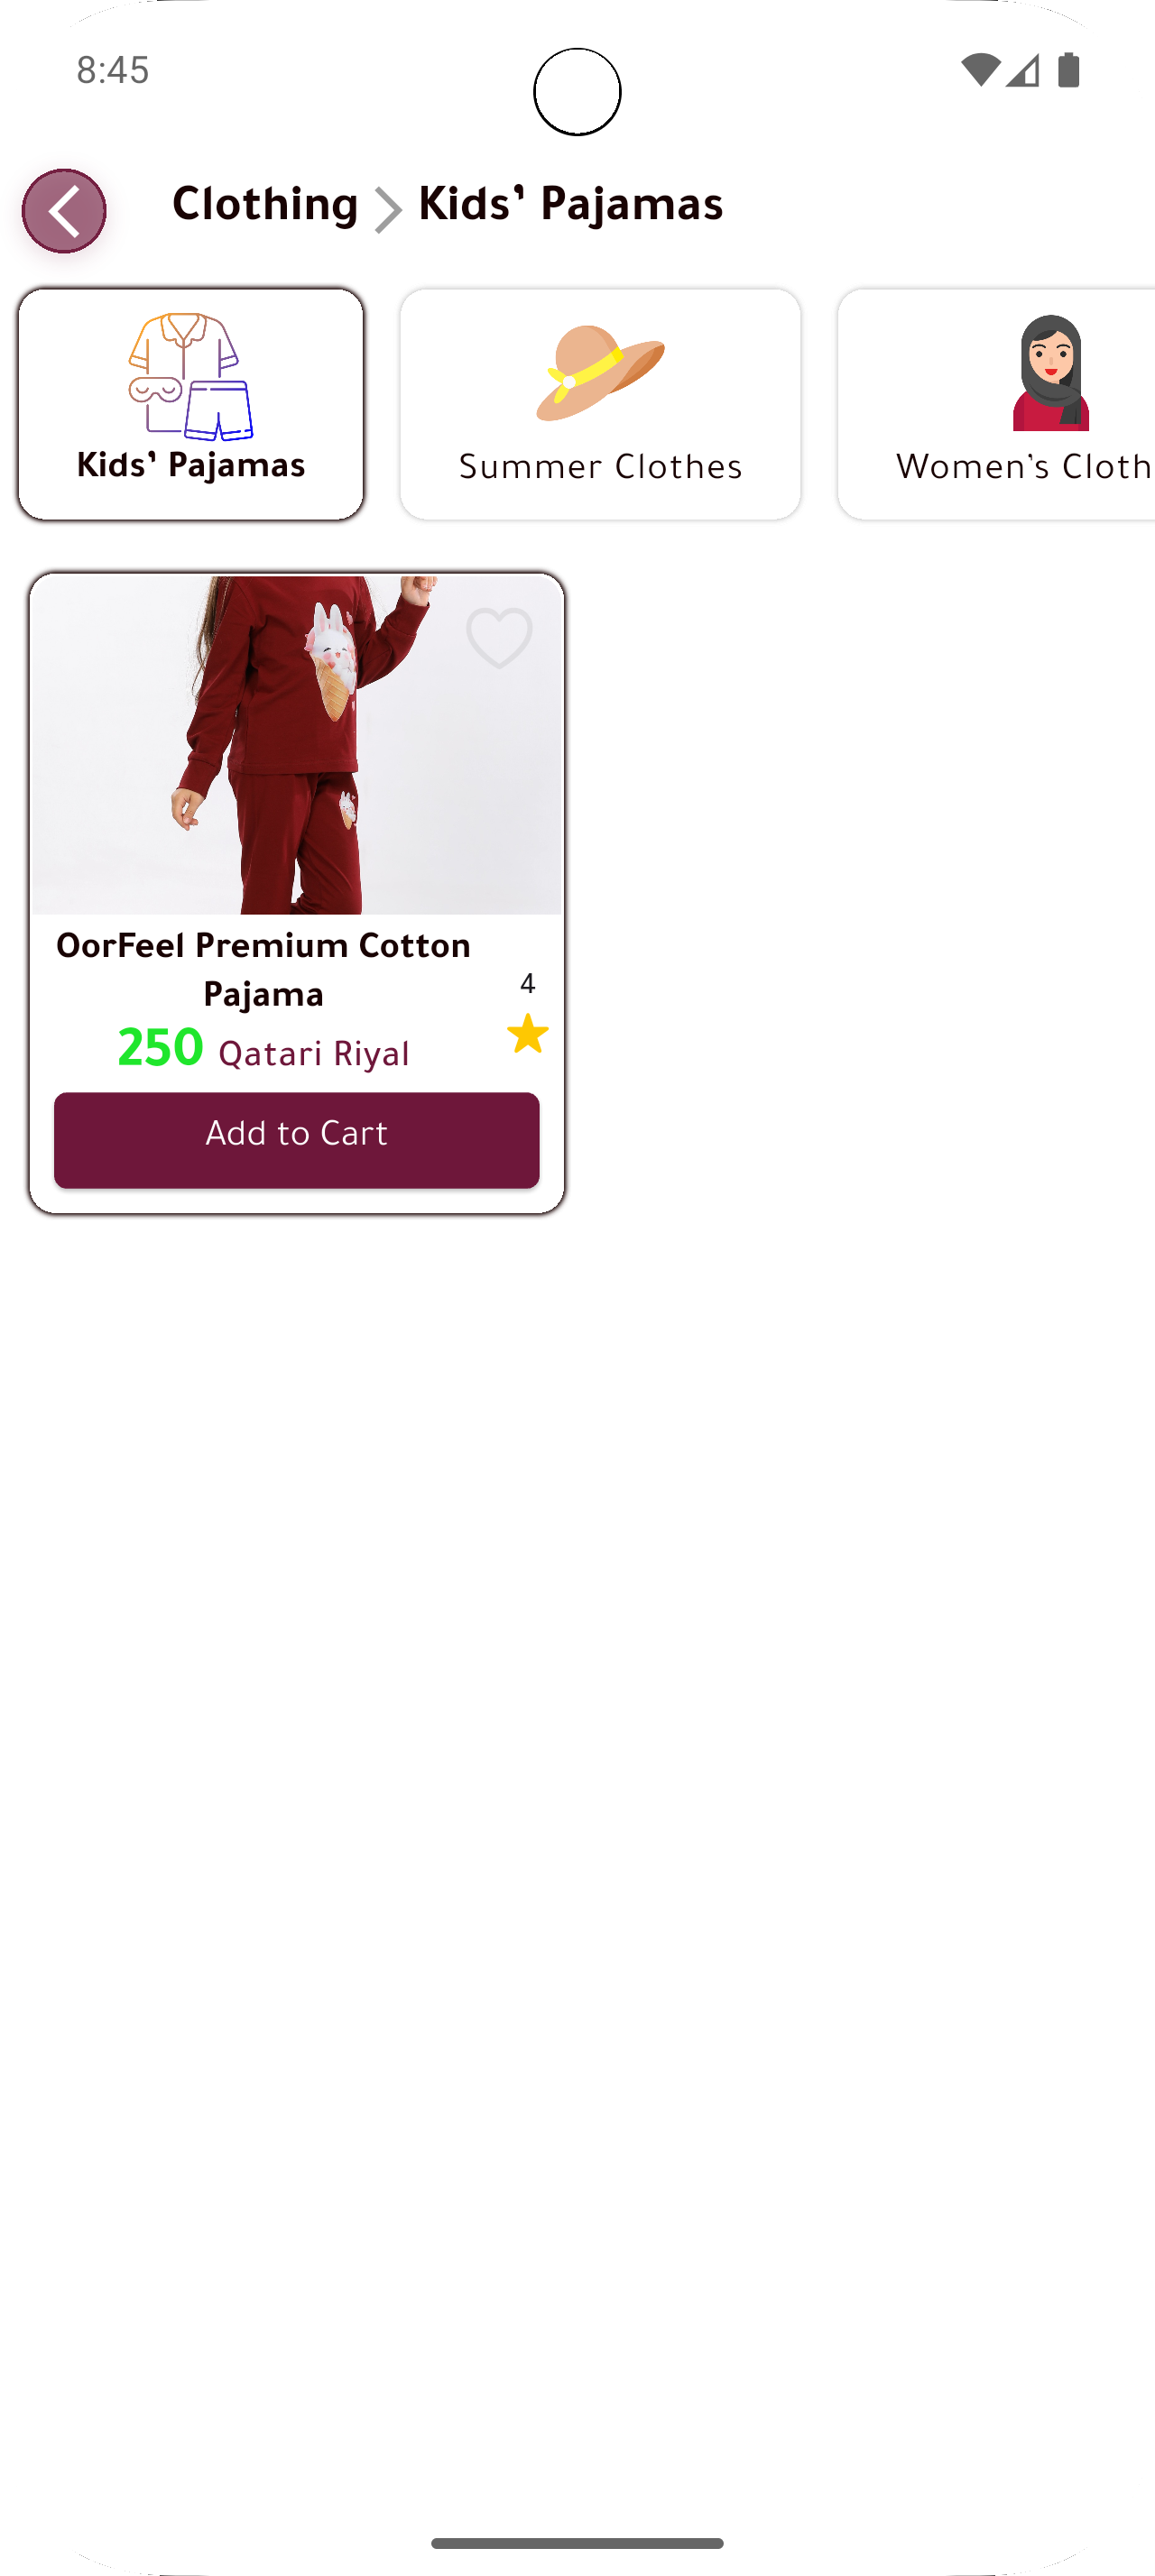 8:45
Clothing > Kids' Pajamas
Kids' Pajamas
Summer Clothes
Women's Cloth
OorFeel Premium Cotton
Pajama
4
250 Qatari Riyal
Add to Cart